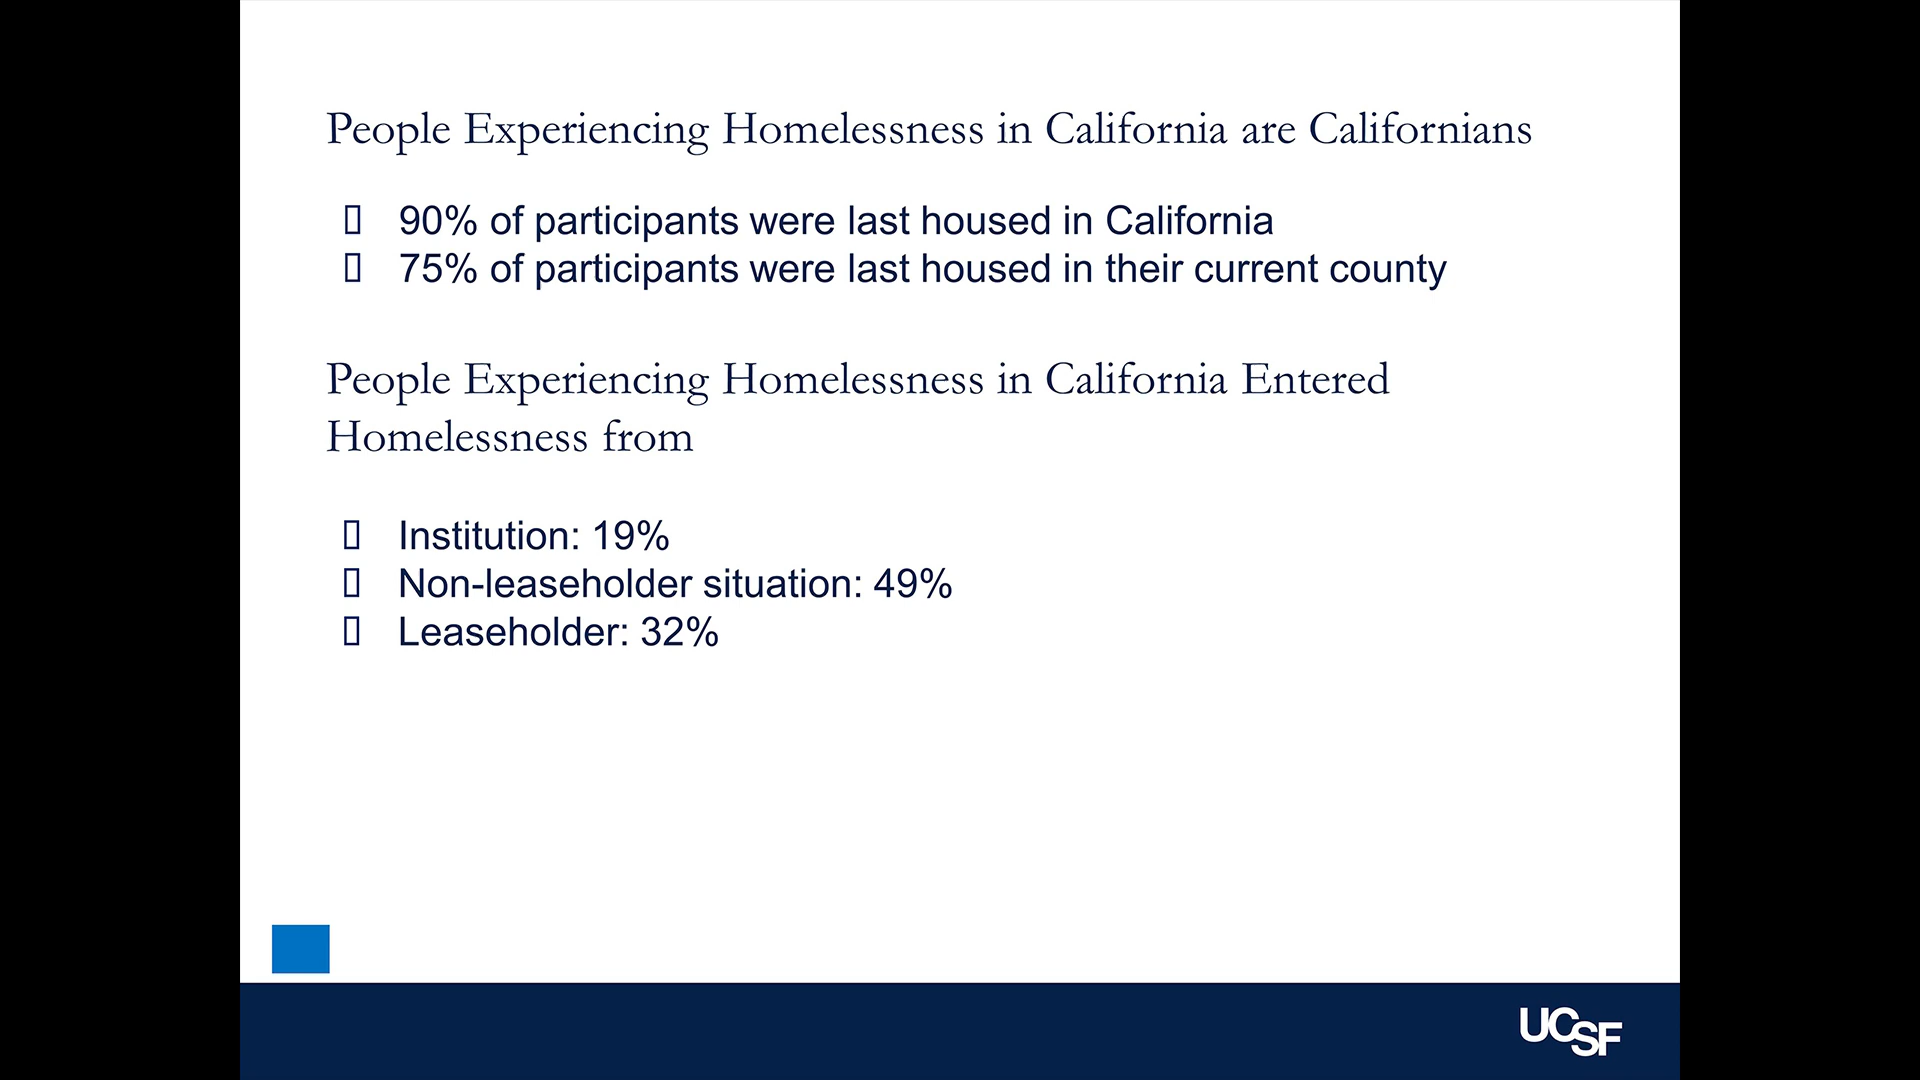 People Experiencing Homelessness in California are Californians
90% of participants were last housed in California
75% of participants were last housed in their current county
People Experiencing Homelessness in California Entered
Homelessness from
Institution: 19%
Non-leaseholder situation: 49%
Leaseholder: 32%
UCSF